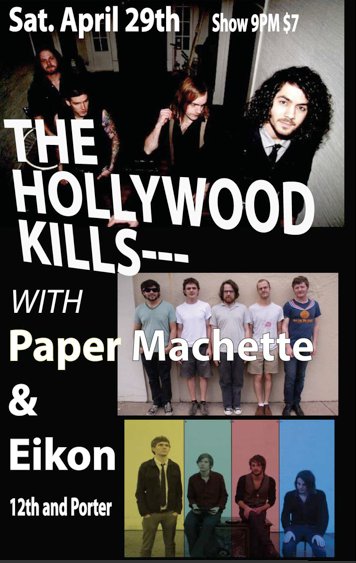 Sat. April 29th Show 9PM $7
THE
HOLLYWOOD
KILLS---
WITH
Paper Machette
&
Eikon
12th and Porter